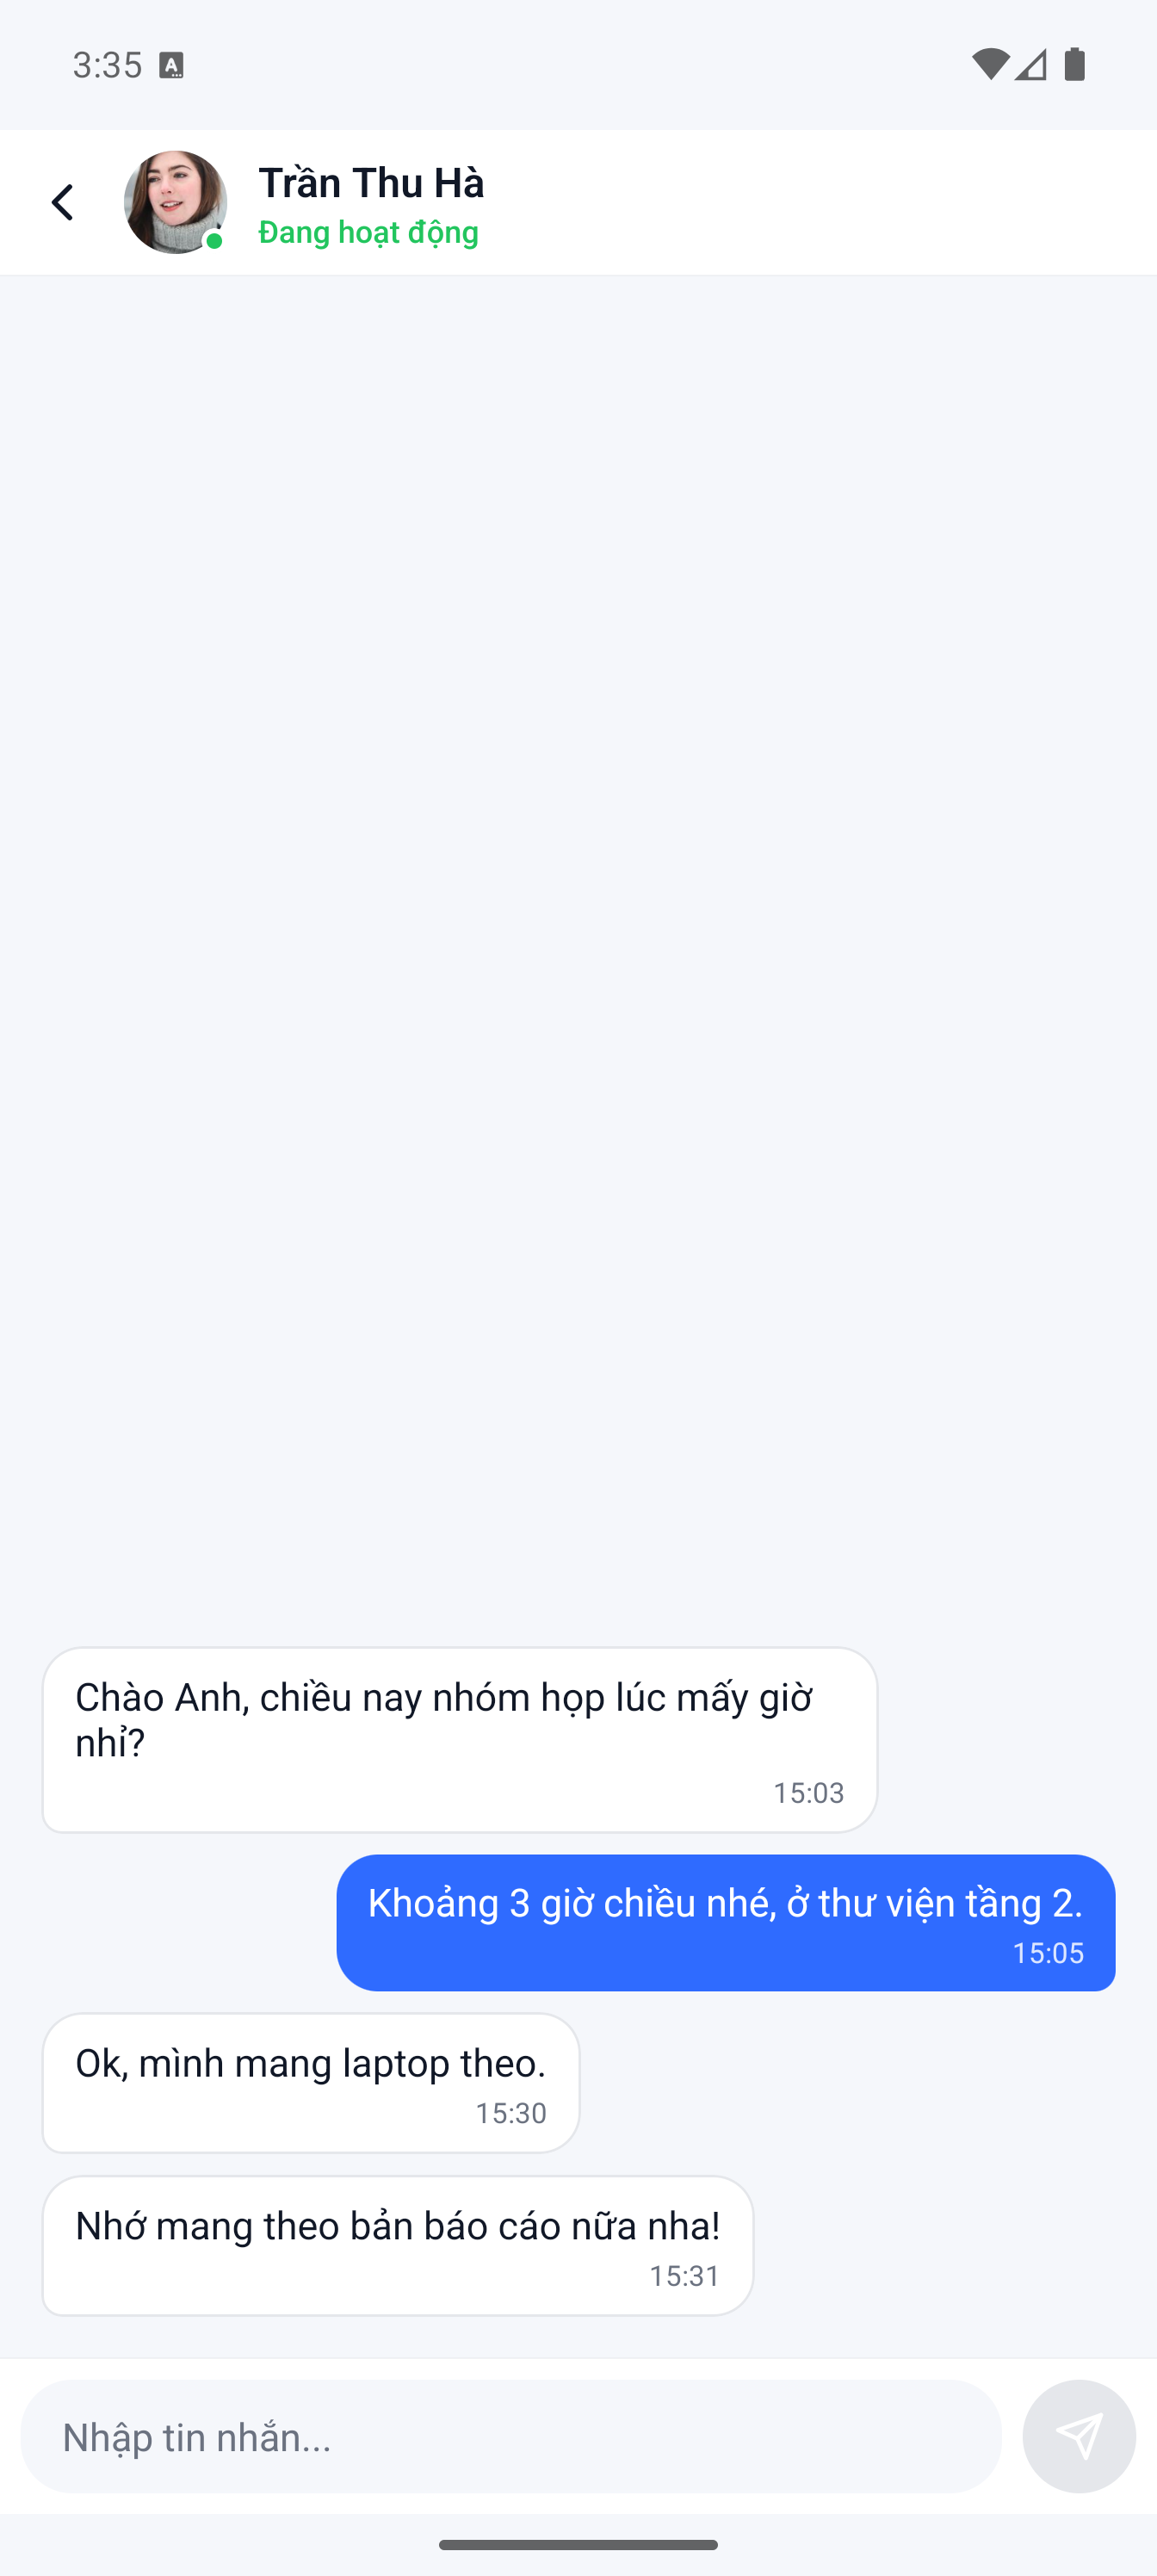 3:35
A
Trần Thu Hà
Đang hoạt động
Chào Anh, chiều nay nhóm họp lúc mấy giờ
nhỉ?
15:03
Khoảng 3 giờ chiều nhé, ở thư viện tầng 2.
15:05
Ok, mình mang laptop theo.
15:30
Nhớ mang theo bản báo cáo nữa nha!
15:31
Nhập tin nhắn...